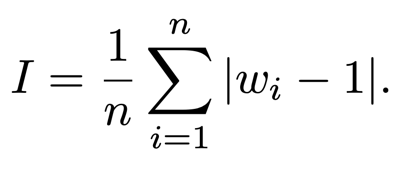 I = \frac{1}{n} \sum_{i=1}^{n} |w_i - 1|.